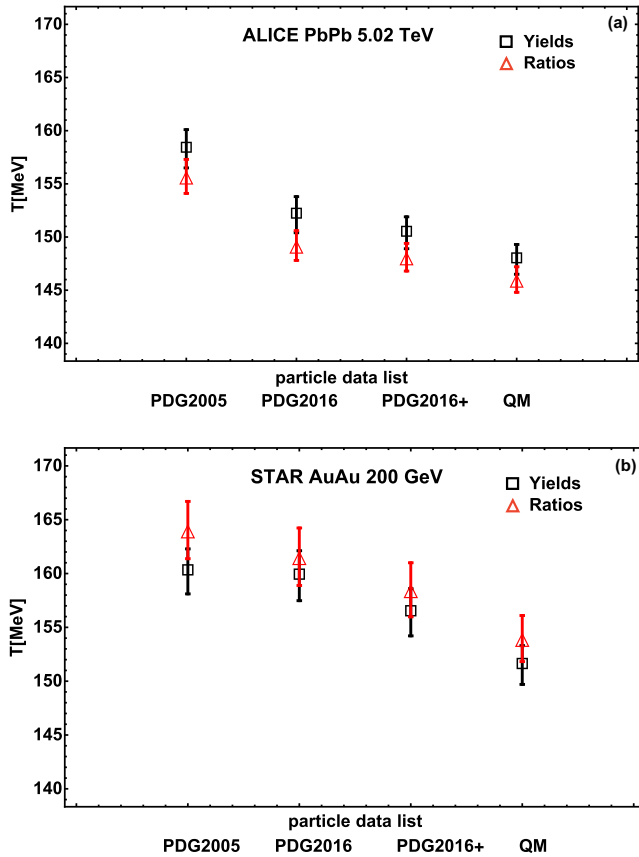 (a)
ALICE PbPb 5.02 TeV
Yields
Ratios
T[MeV]
170
165
160
155
150
145
140
particle data list
PDG2005 PDG2016 PDG2016+ QM
(b)
STAR AuAu 200 GeV
Yields
Ratios
T[MeV]
170
165
160
155
150
145
140
particle data list
PDG2005 PDG2016 PDG2016+ QM